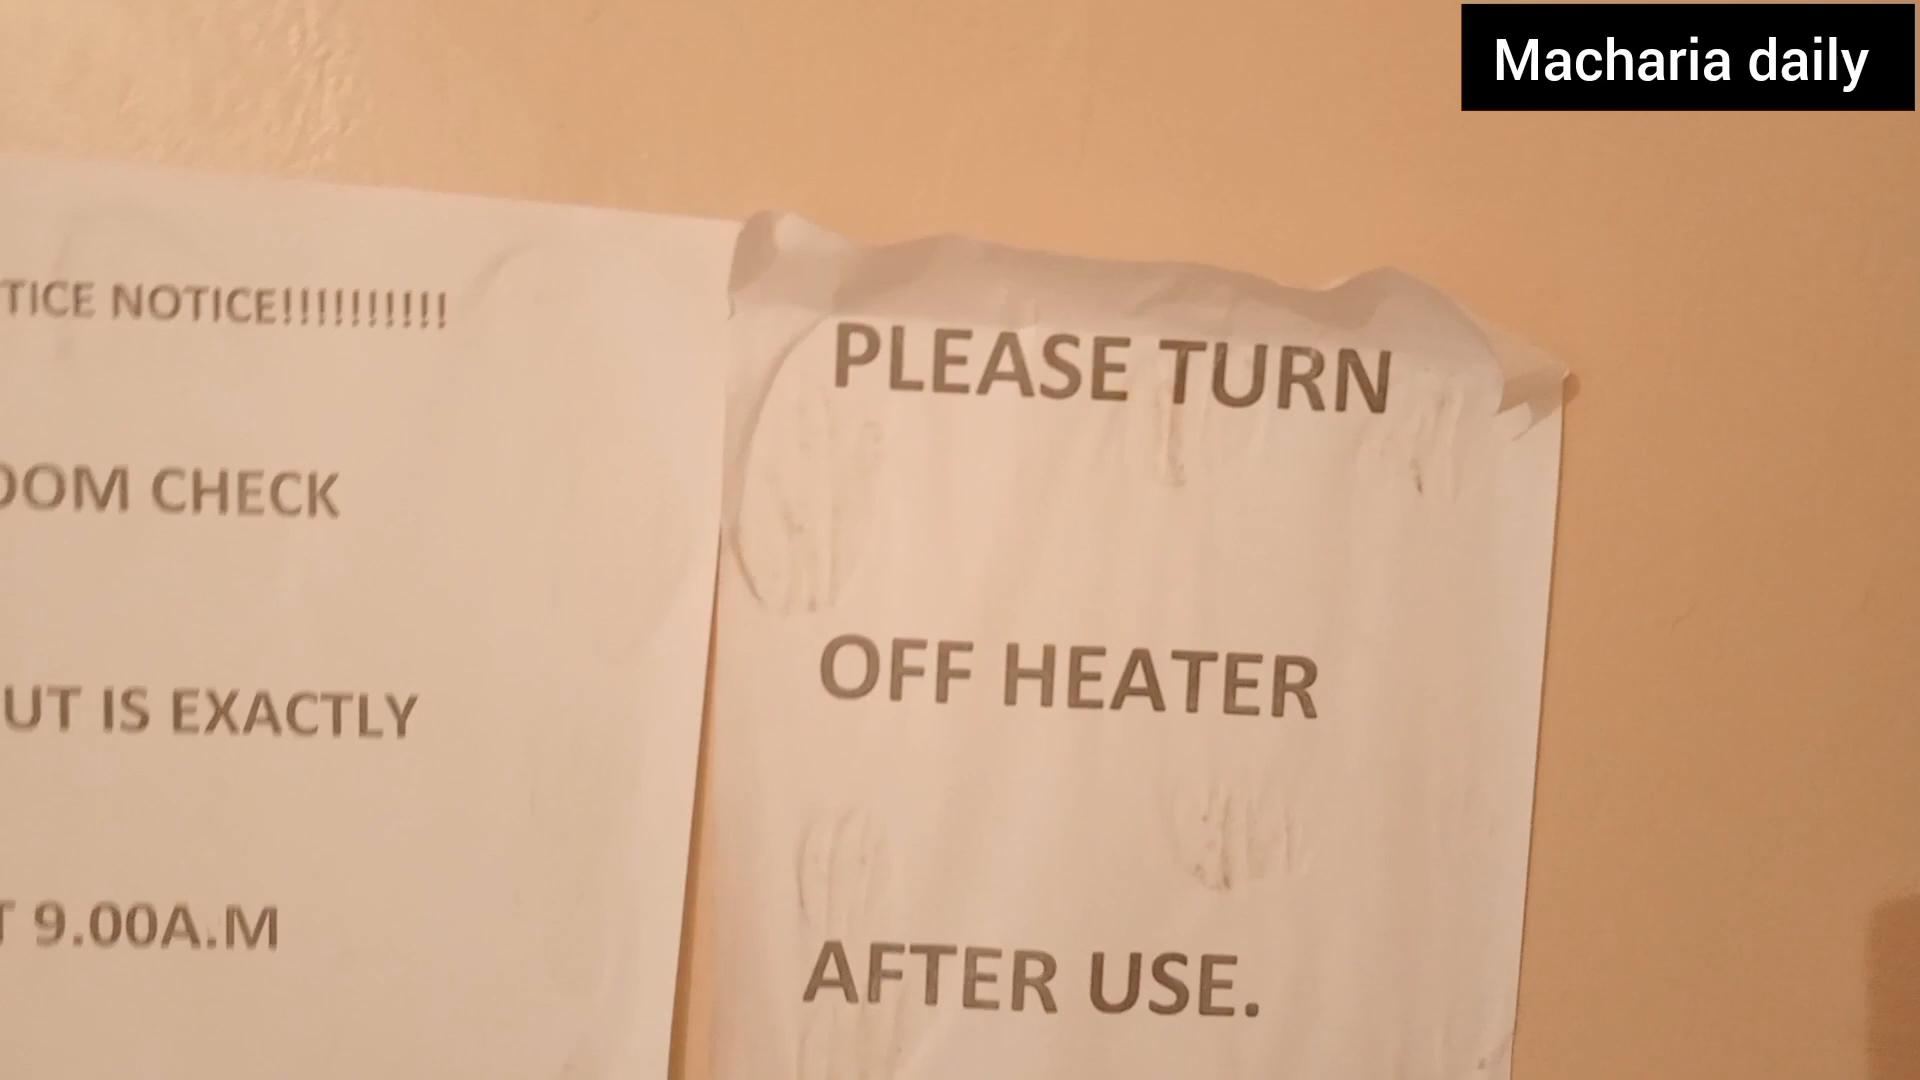 Macharia daily
TICE NOTICE!!!!!!!!!!
OOM CHECK
UT IS EXACTLY
T 9.00A.M
PLEASE TURN
OFF HEATER
AFTER USE.